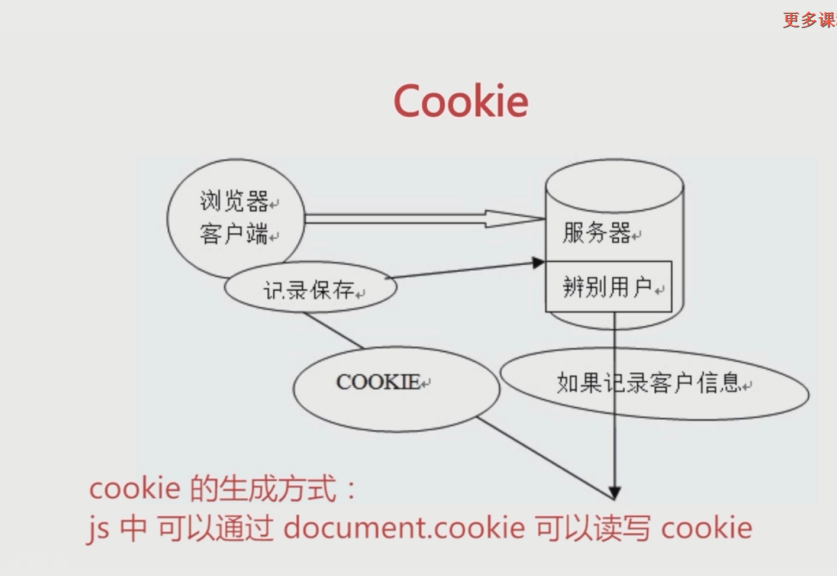 更多课
Cookie
浏览器
客户端
服务器
记录保存
辨别用户
COOKIE
如果记录客户信息
cookie 的生成方式：
js 中 可以通过 document.cookie 可以读写 cookie